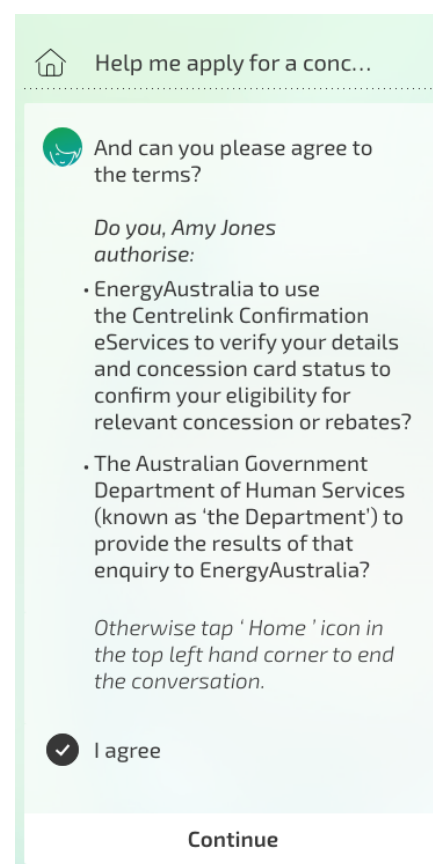 Help me apply for a conc...
And can you please agree to
the terms?
Do you, Amy Jones
authorise:
• EnergyAustralia to use
the Centrelink Confirmation
eServices to verify your details
and concession card status to
confirm your eligibility for
relevant concession or rebates?
• The Australian Government
Department of Human Services
(known as ‘the Department’) to
provide the results of that
enquiry to EnergyAustralia?
Otherwise tap ‘ Home ’ icon in
the top left hand corner to end
the conversation.
I agree
Continue